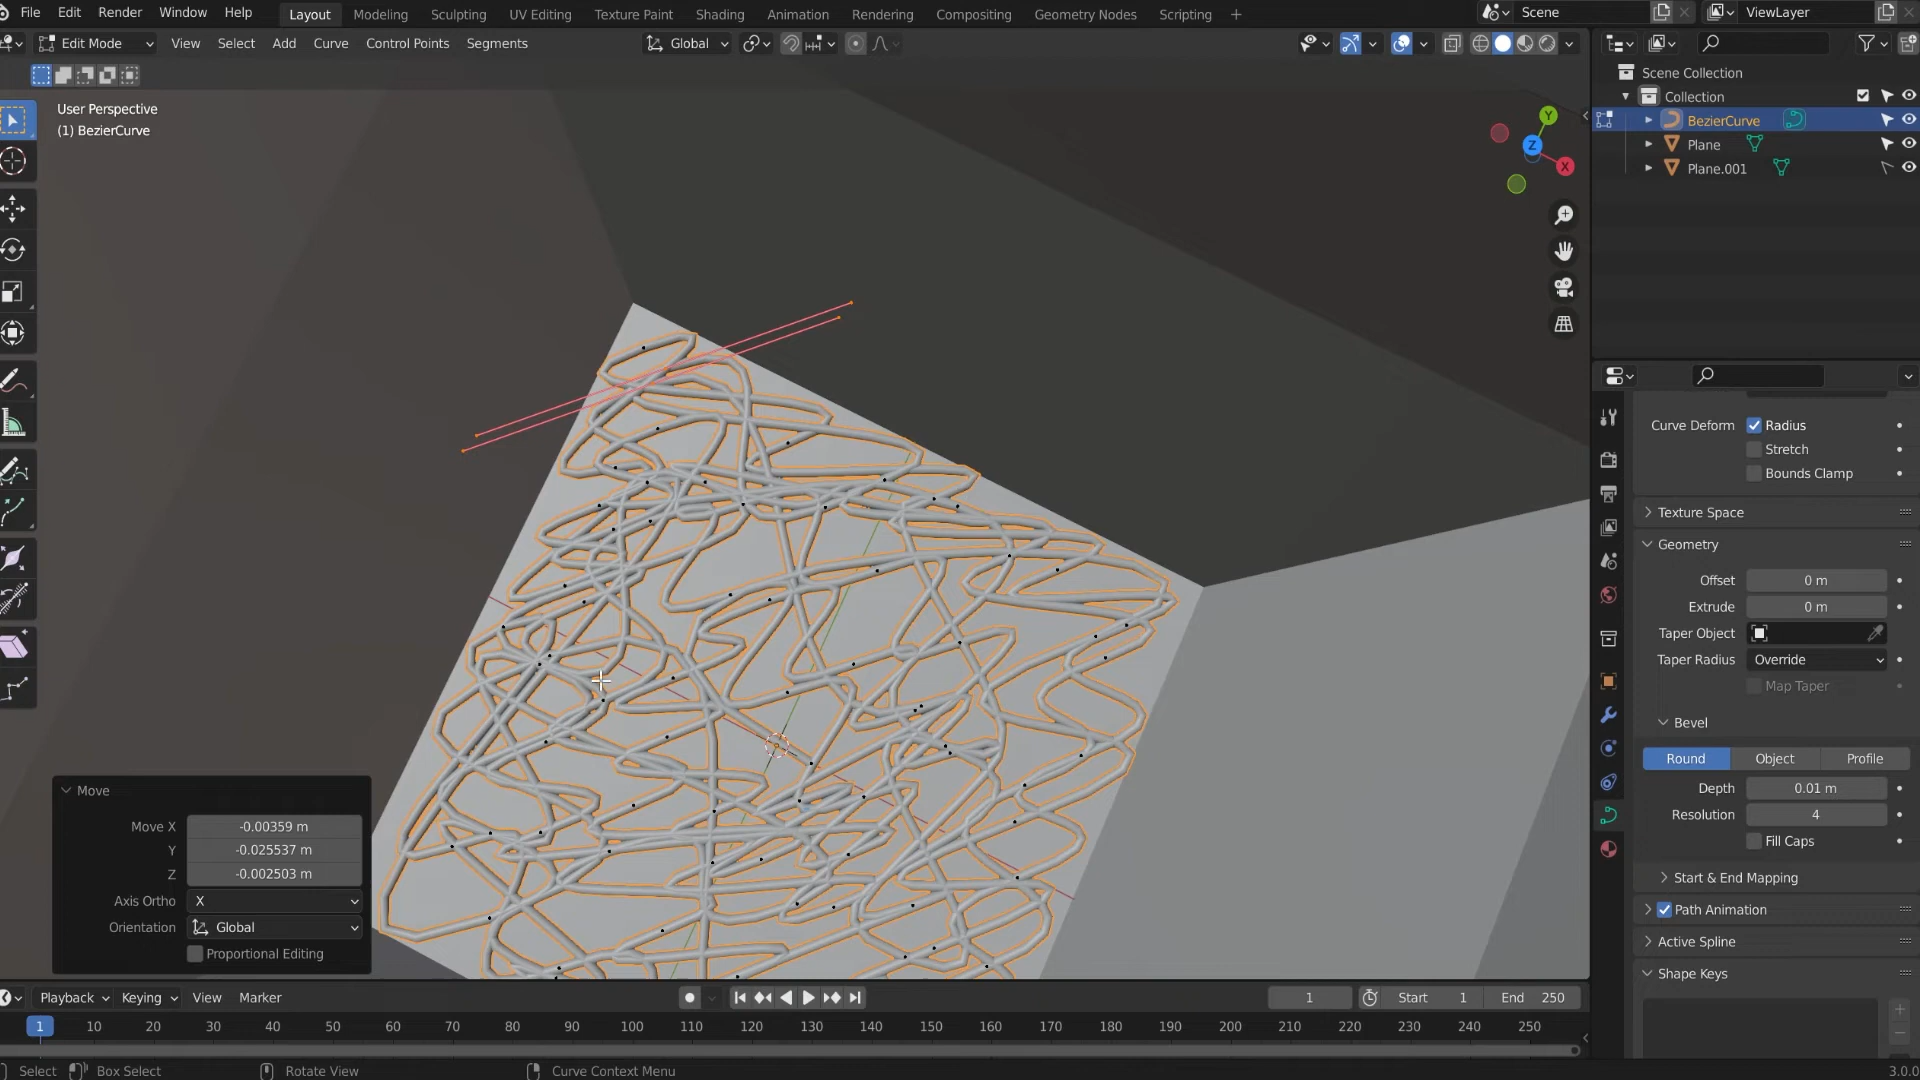 File Edit Render Window Help Layout Modeling Sculpting UV Editing Texture Paint Shading Animation Rendering Compositing Geometry Nodes Scripting + Scene ViewLayer
Edit Mode View Select Add Curve Control Points Segments Global
User Perspective
(1) BezierCurve
Y
Z
X
Scene Collection
Collection
BezierCurve
Plane
Plane.001
Curve Deform Radius
Stretch
Bounds Clamp
Texture Space
Geometry
Offset 0 m
Extrude 0 m
Taper Object
Taper Radius Override
Map Taper
Bevel
Round Object Profile
Depth 0.01 m
Resolution 4
Fill Caps
Start & End Mapping
Path Animation
Active Spline
Shape Keys
Move
Move X -0.00359 m
Y -0.025537 m
Z -0.002503 m
Axis Ortho X
Orientation Global
Proportional Editing
Playback Keying View Marker 1 Start 1 End 250
1 10 20 30 40 50 60 70 80 90 100 110 120 130 140 150 160 170 180 190 200 210 220 230 240 250
Select Box Select Rotate View Curve Context Menu 3.0.0